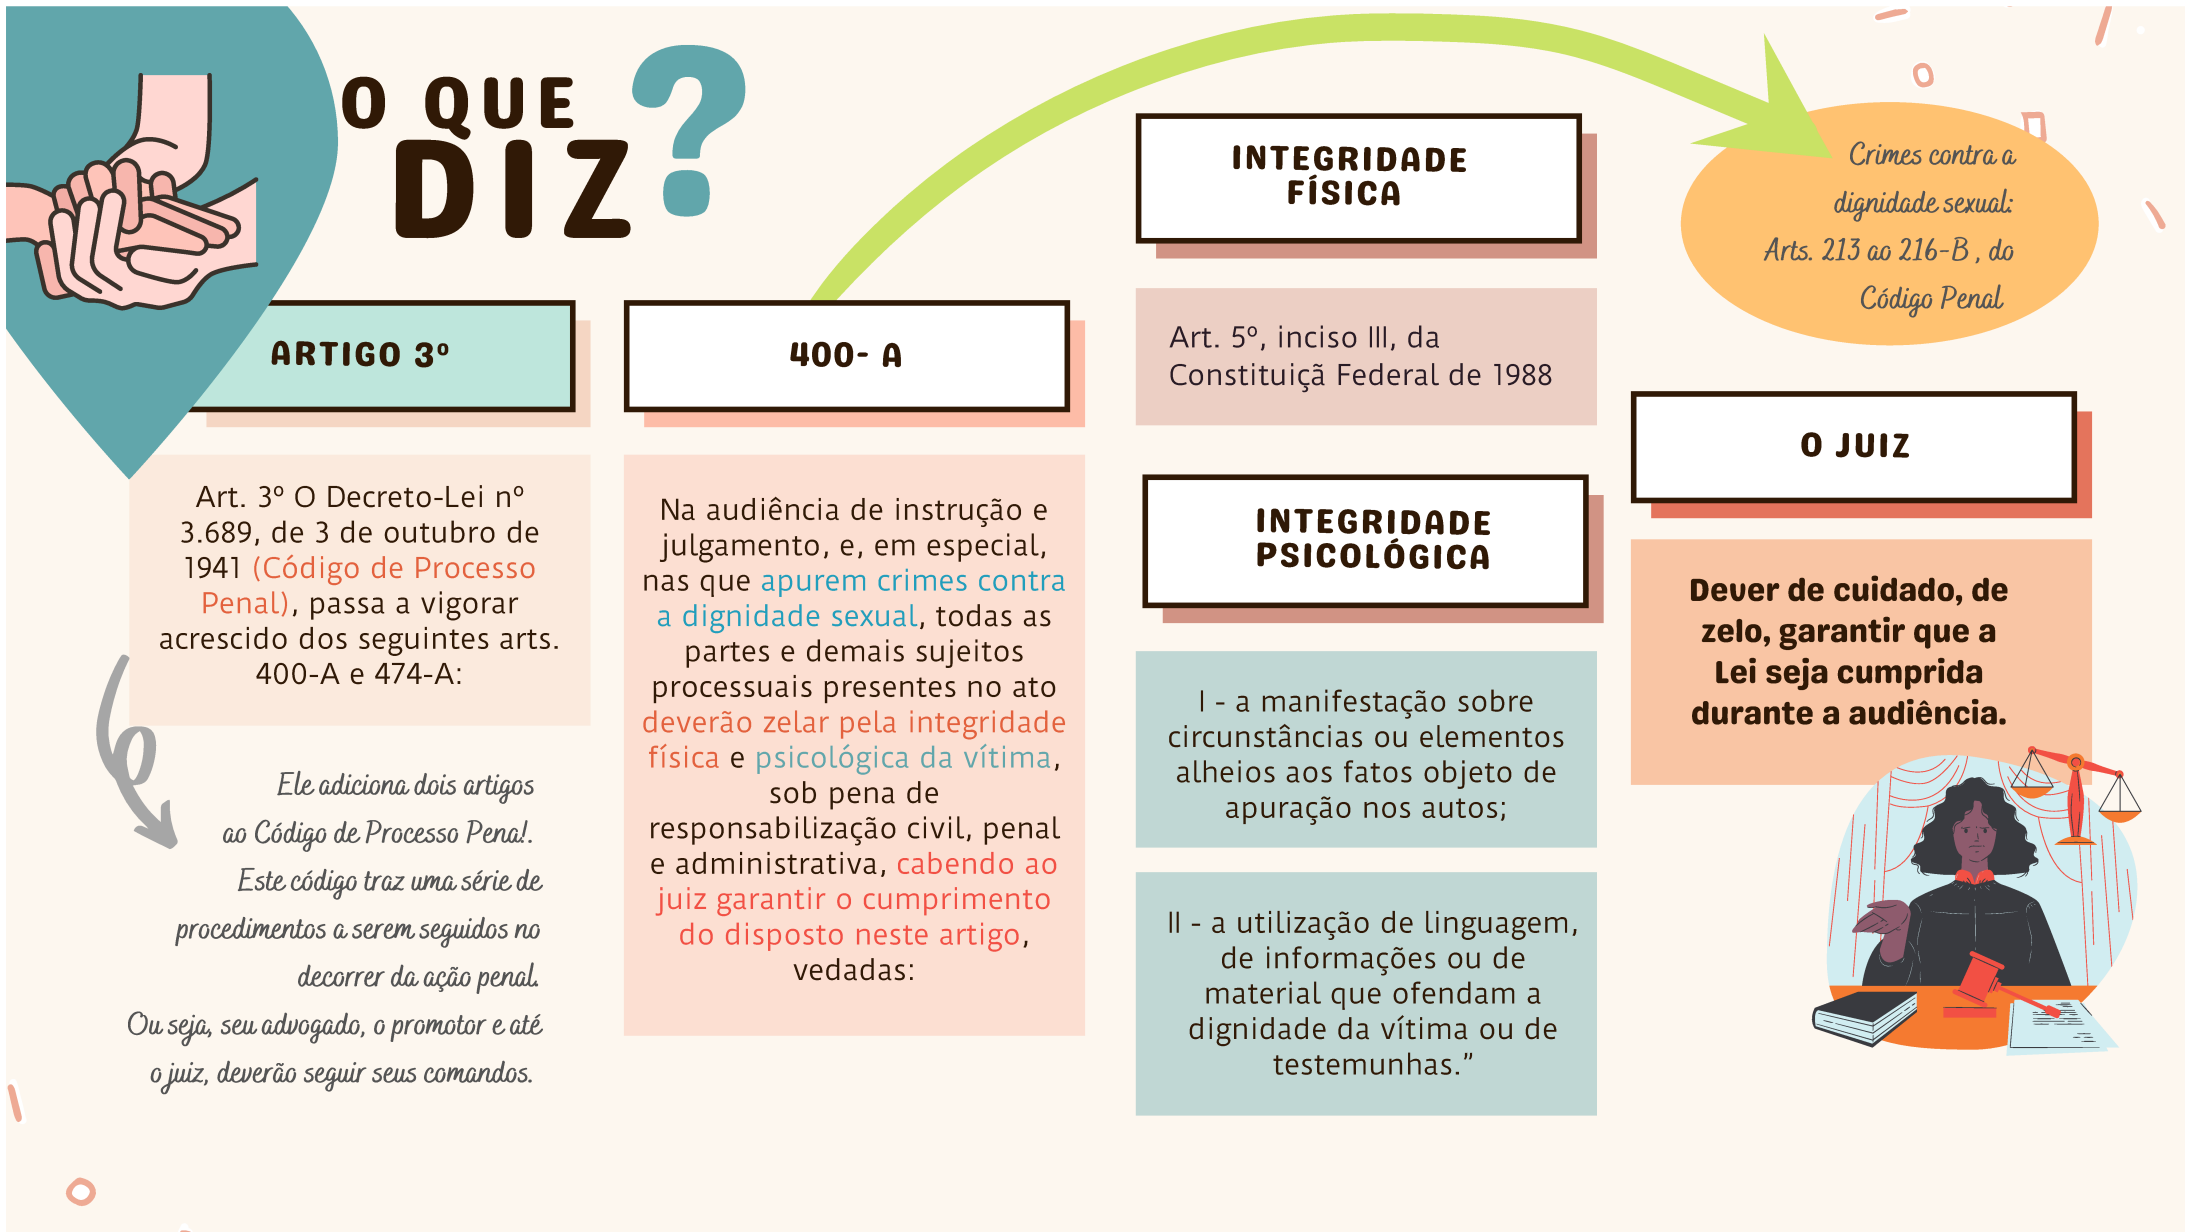 O QUE
DIZ?
ARTIGO 3º
Art. 3º O Decreto-Lei nº
3.689, de 3 de outubro de
1941 (Código de Processo
Penal), passa a vigorar
acrescido dos seguintes arts.
400-A e 474-A:
Ele adiciona dois artigos
ao Código de Processo Pena!.
Este código traz uma série de
procedimentos a serem seguidos no
decorrer da ação penal.
Ou seja, seu advogado, o promotor e até
o juiz, deverão seguir seus comandos.
400- A
Na audiência de instrução e
julgamento, e, em especial,
nas que apurem crimes contra
a dignidade sexual, todas as
partes e demais sujeitos
processuais presentes no ato
deverão zelar pela integridade
física e psicológica da vítima,
sob pena de
responsabilização civil, penal
e administrativa, cabendo ao
juiz garantir o cumprimento
do disposto neste artigo,
vedadas:
INTEGRIDADE
FÍSICA
Art. 5º, inciso III, da
Constituiçã Federal de 1988
INTEGRIDADE
PSICOLÓGICA
I - a manifestação sobre
circunstâncias ou elementos
alheios aos fatos objeto de
apuração nos autos;
II - a utilização de linguagem,
de informações ou de
material que ofendam a
dignidade da vítima ou de
testemunhas.”
Crimes contra a
dignidade sexual:
Arts. 213 ao 216-B , do
Código Penal
O JUIZ
Dever de cuidado, de
zelo, garantir que a
Lei seja cumprida
durante a audiência.